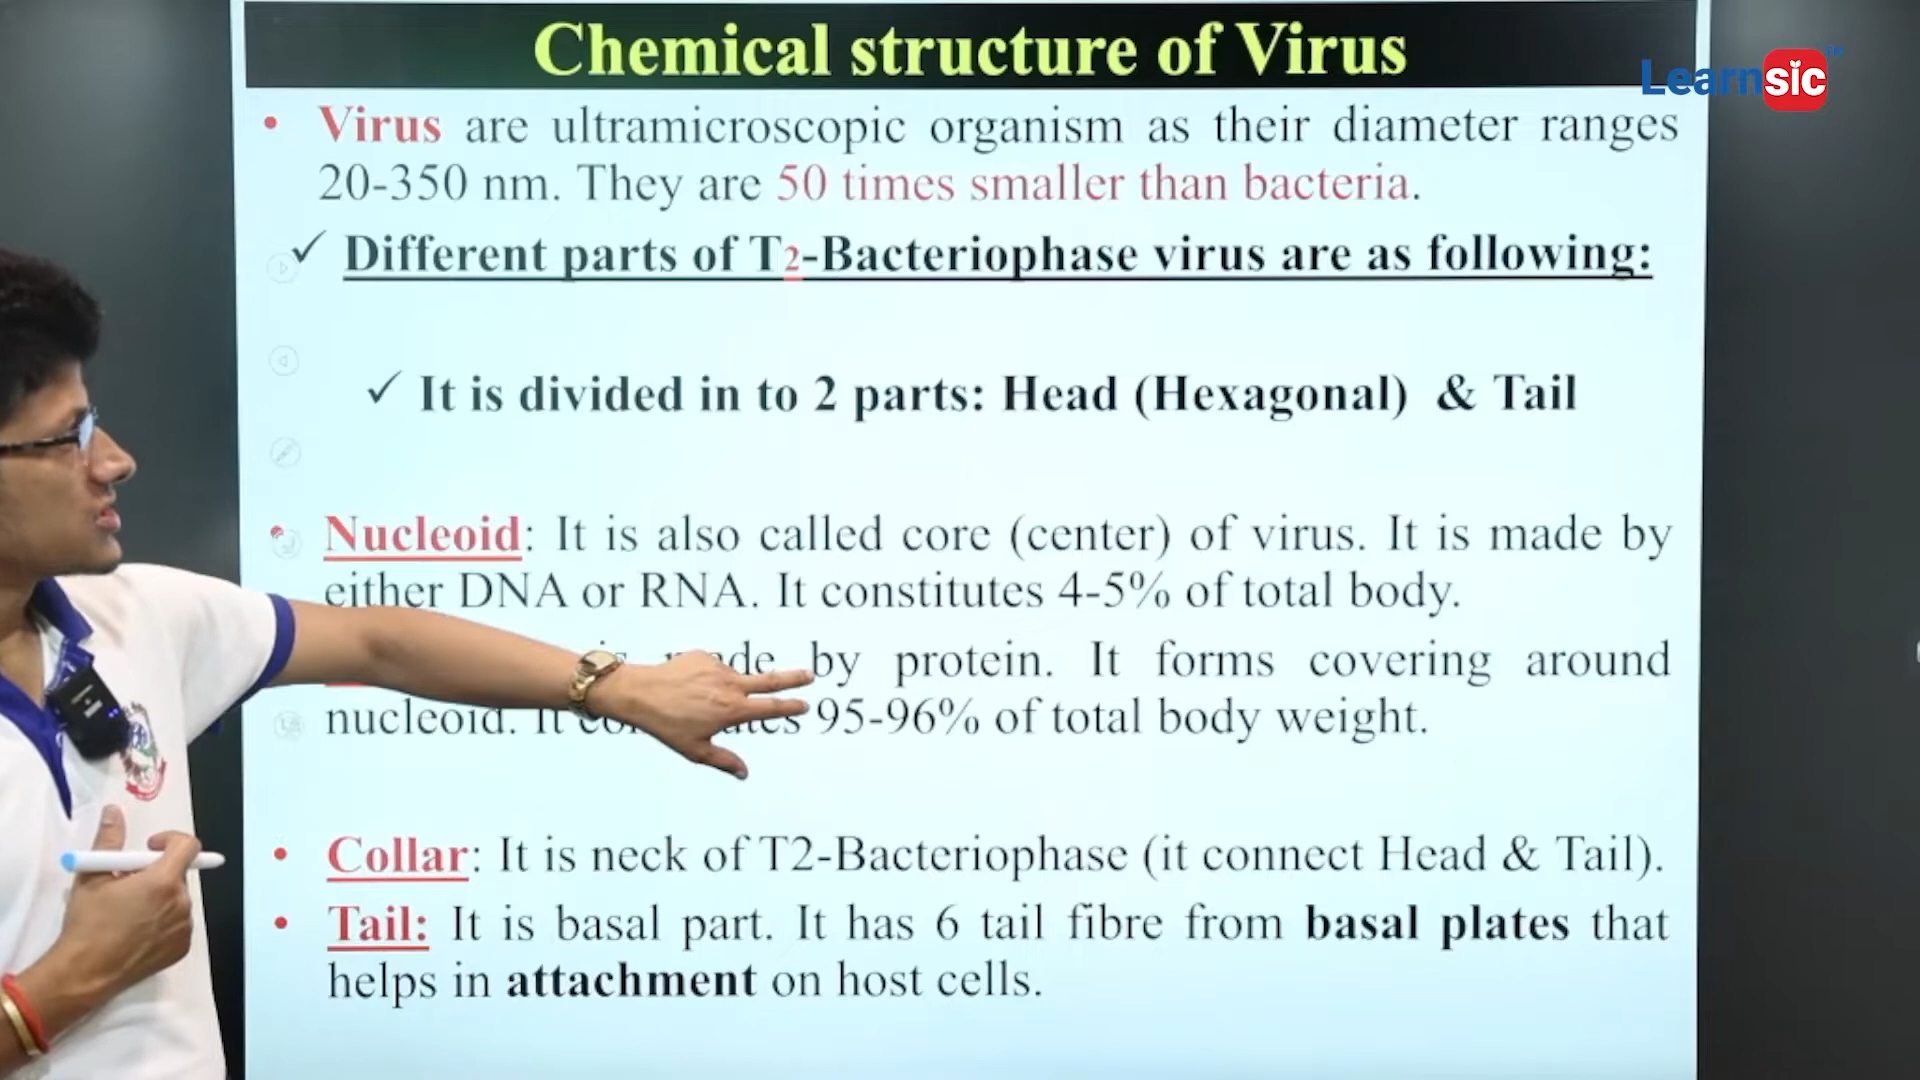 Chemical structure of Virus
Learnsic
TM
• Virus are ultramicroscopic organism as their diameter ranges
20-350 nm. They are 50 times smaller than bacteria.
✓ Different parts of T2-Bacteriophase virus are as following:
✓ It is divided in to 2 parts: Head (Hexagonal) & Tail
• Nucleoid: It is also called core (center) of virus. It is made by
either DNA or RNA. It constitutes 4-5% of total body.
by protein. It forms covering around
nucleoid. It 95-96% of total body weight.
• Collar: It is neck of T2-Bacteriophase (it connect Head & Tail).
• Tail: It is basal part. It has 6 tail fibre from basal plates that
helps in attachment on host cells.